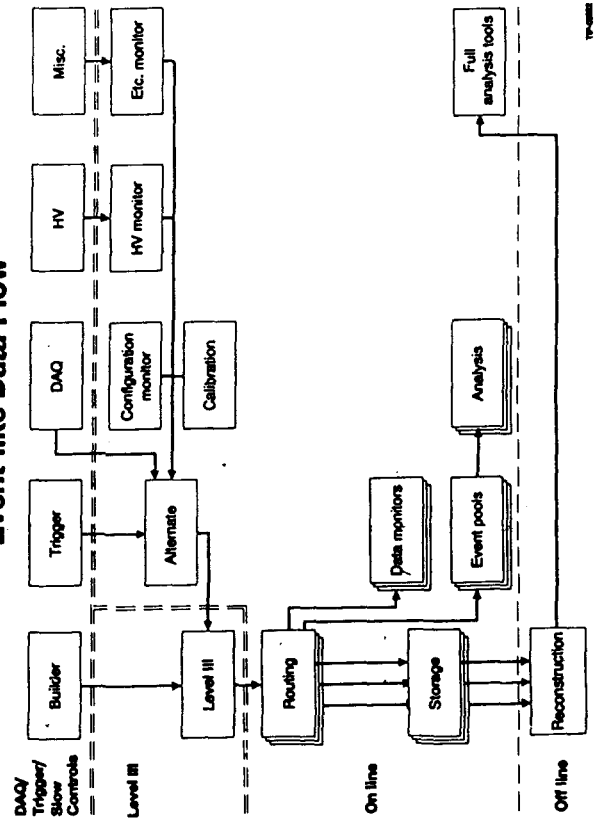 Event like Data Flow
DAQ/
Trigger/
Slow
Controls
Builder
Trigger
DAQ
HV
Misc.
Level III
Level III
Alternate
Configuration
monitor
Calibration
HV monitor
Etc. monitor
On line
Routing
Data monitors
Storage
Event pools
Analysis
Off line
Reconstruction
Full
analysis tools